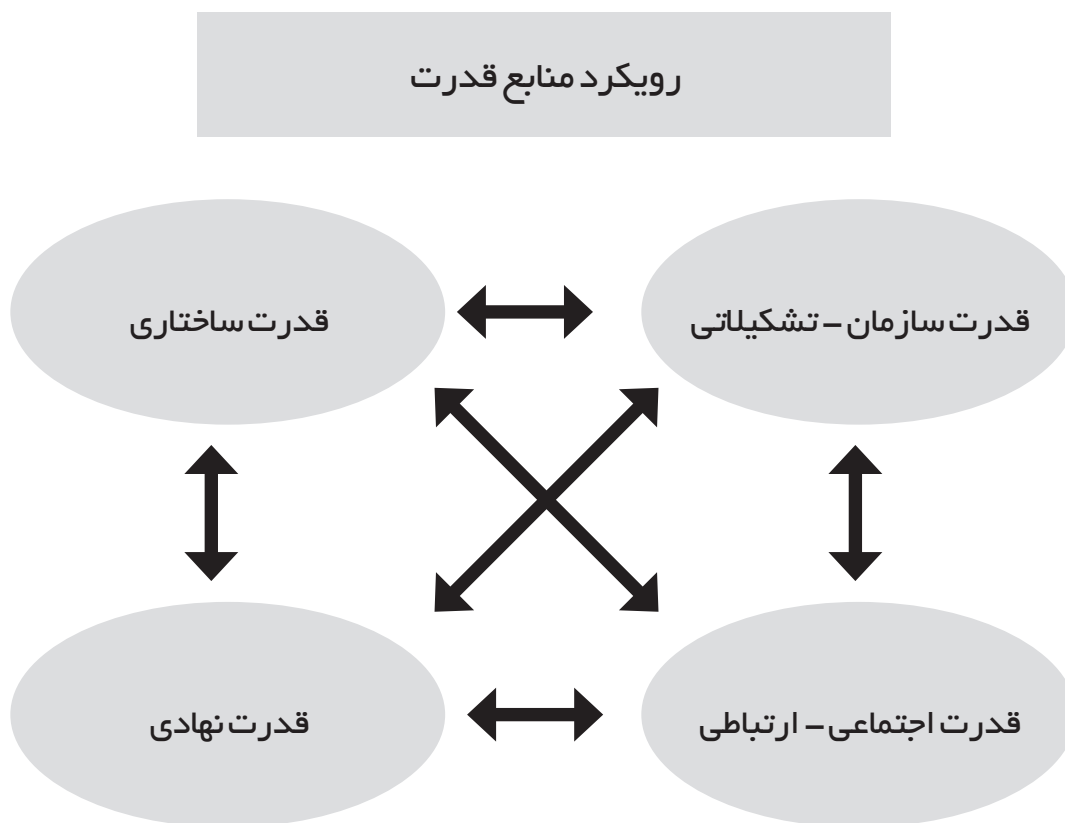 رویکرد منابع قدرت
قدرت سازمان – تشکیلاتی
قدرت ساختاری
قدرت اجتماعی – ارتباطی
قدرت نهادی